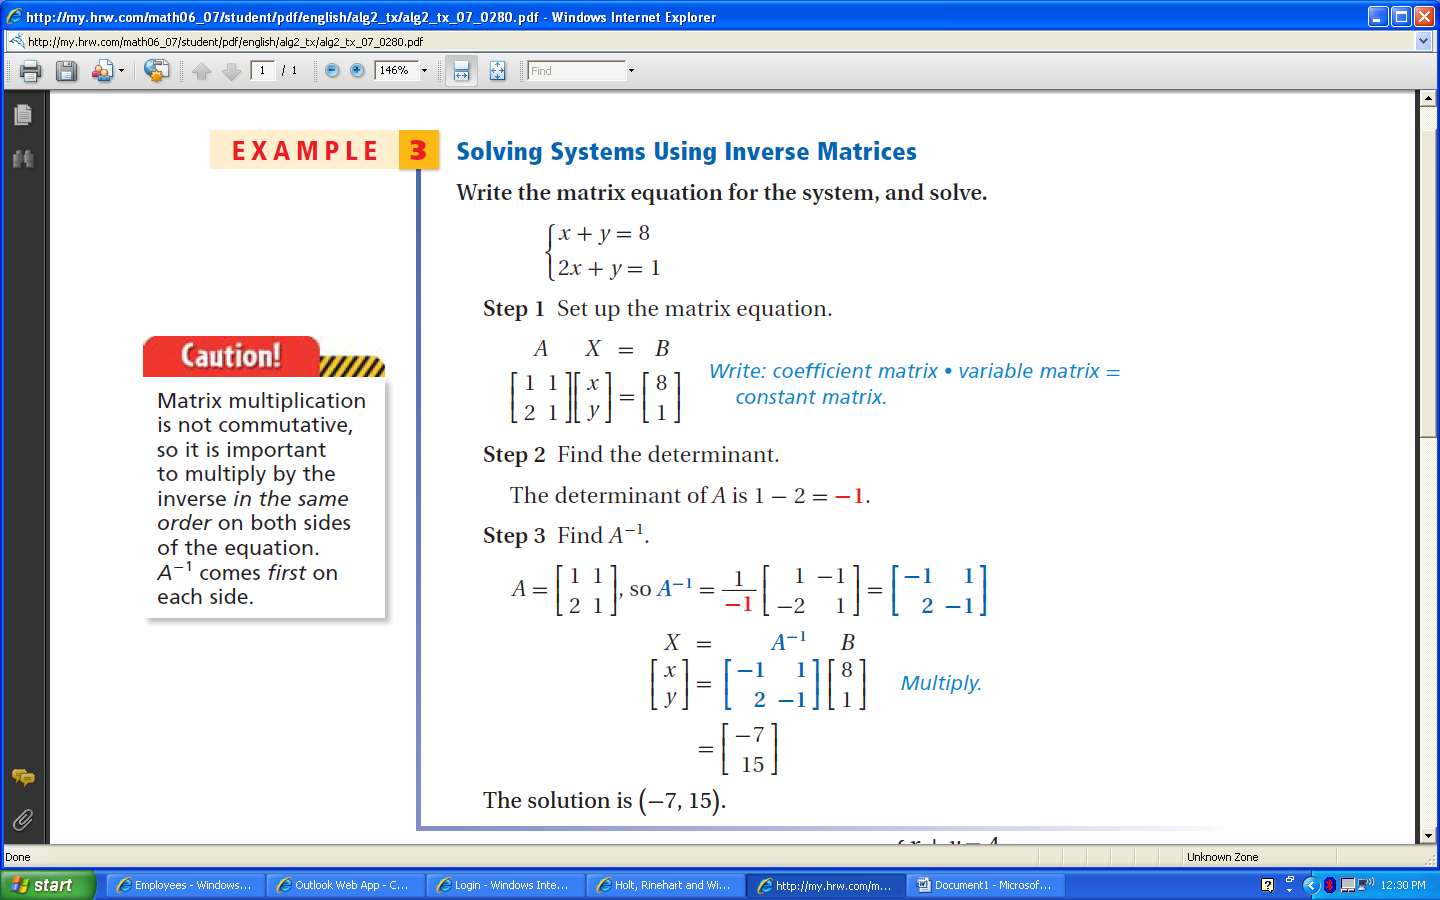 http://my.hrw.com/math06_07/student/pdf/english/alg2_tx/alg2_tx_07_0280.pdf - Windows Internet Explorer
http://my.hrw.com/math06_07/student/pdf/english/alg2_tx/alg2_tx_07_0280.pdf
1 / 1 146% Find
EXAMPLE 3 Solving Systems Using Inverse Matrices
Write the matrix equation for the system, and solve.
x + y = 8
2x + y = 1
Step 1 Set up the matrix equation.
A X = B
[1 1] [x] = [8]
[2 1] [y] [1]
Write: coefficient matrix • variable matrix =
constant matrix.
Caution!
Matrix multiplication
is not commutative,
so it is important
to multiply by the
inverse in the same
order on both sides
of the equation.
A⁻¹ comes first on
each side.
Step 2 Find the determinant.
The determinant of A is 1 − 2 = −1.
Step 3 Find A⁻¹.
A = [1 1], so A⁻¹ = 1 [1 −1] = [−1 1]
[2 1] −1 [−2 1] [2 −1]
X = A⁻¹ B
[x] = [−1 1] [8] Multiply.
[y] [2 −1] [1]
= [−7]
[15]
The solution is (−7, 15).
Done Unknown Zone
start Employees - Windows... Outlook Web App - C... Login - Windows Inte... Holt, Rinehart and Wi... http://my.hrw.com/m... Document1 - Microsof... 12:30 PM